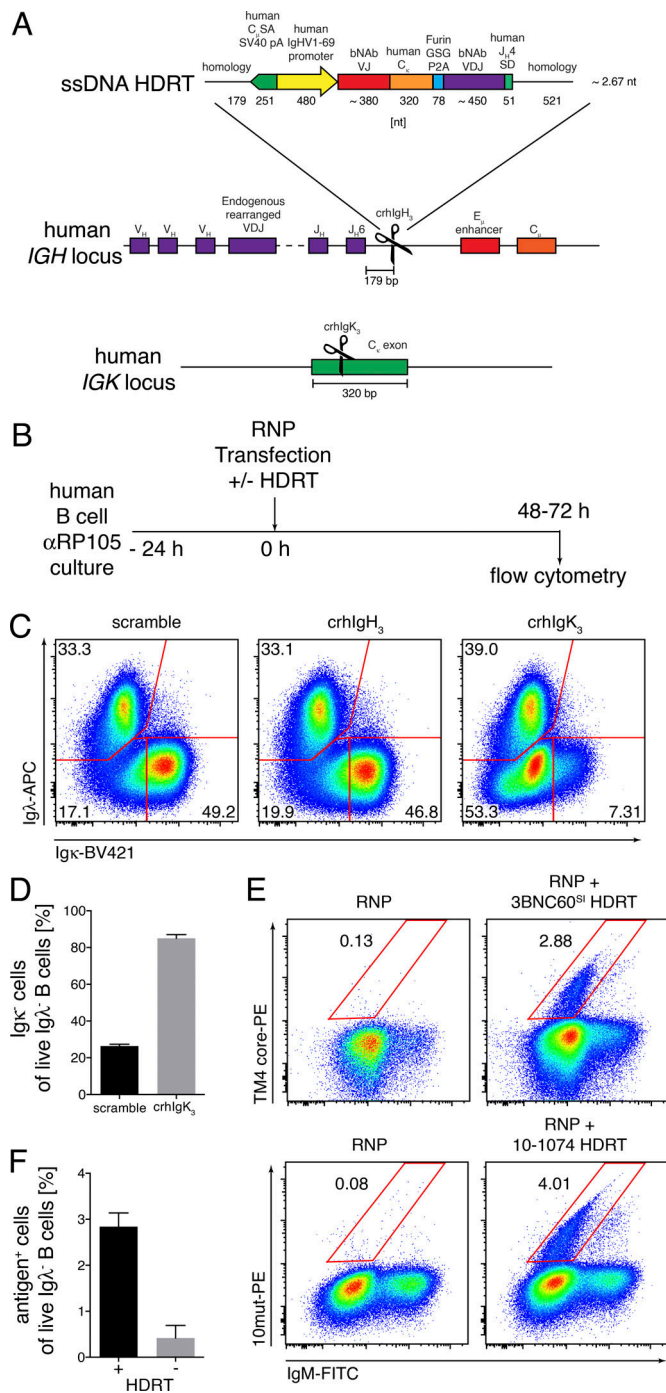 A
human
CμSA
SV40 pA
human
IgHV1-69
promoter
bNAb
VJ
human
Cκ
Furin
GSG
P2A
bNAb
VDJ
human
JH4
SD
ssDNA HDRT
homology
homology
~ 2.67 nt
179
251
480
~ 380
320
78
~ 450
51
521
[nt]
human
IGH locus
VH
VH
VH
Endogenous
rearranged
VDJ
JH
JH6
crhIgH3
Eμ
enhancer
Cμ
179 bp
human
IGK locus
crhIgK3
Cκ exon
320 bp
B
RNP
Transfection
+/- HDRT
human
B cell
αRP105
culture
- 24 h
0 h
48-72 h
flow cytometry
C
scramble
crhIgH3
crhIgK3
33.3
33.1
39.0
17.1
49.2
19.9
46.8
53.3
7.31
Igλ-APC
Igκ-BV421
D
Igκ- cells
of live Igλ- B cells [%]
100
80
60
40
20
0
scramble
crhIgK3
E
RNP
RNP +
3BNC60SI HDRT
0.13
2.88
TM4 core-PE
RNP
RNP +
10-1074 HDRT
0.08
4.01
10mut-PE
IgM-FITC
F
antigen+ cells
of live Igλ- B cells [%]
4
3
2
1
0
+
-
HDRT